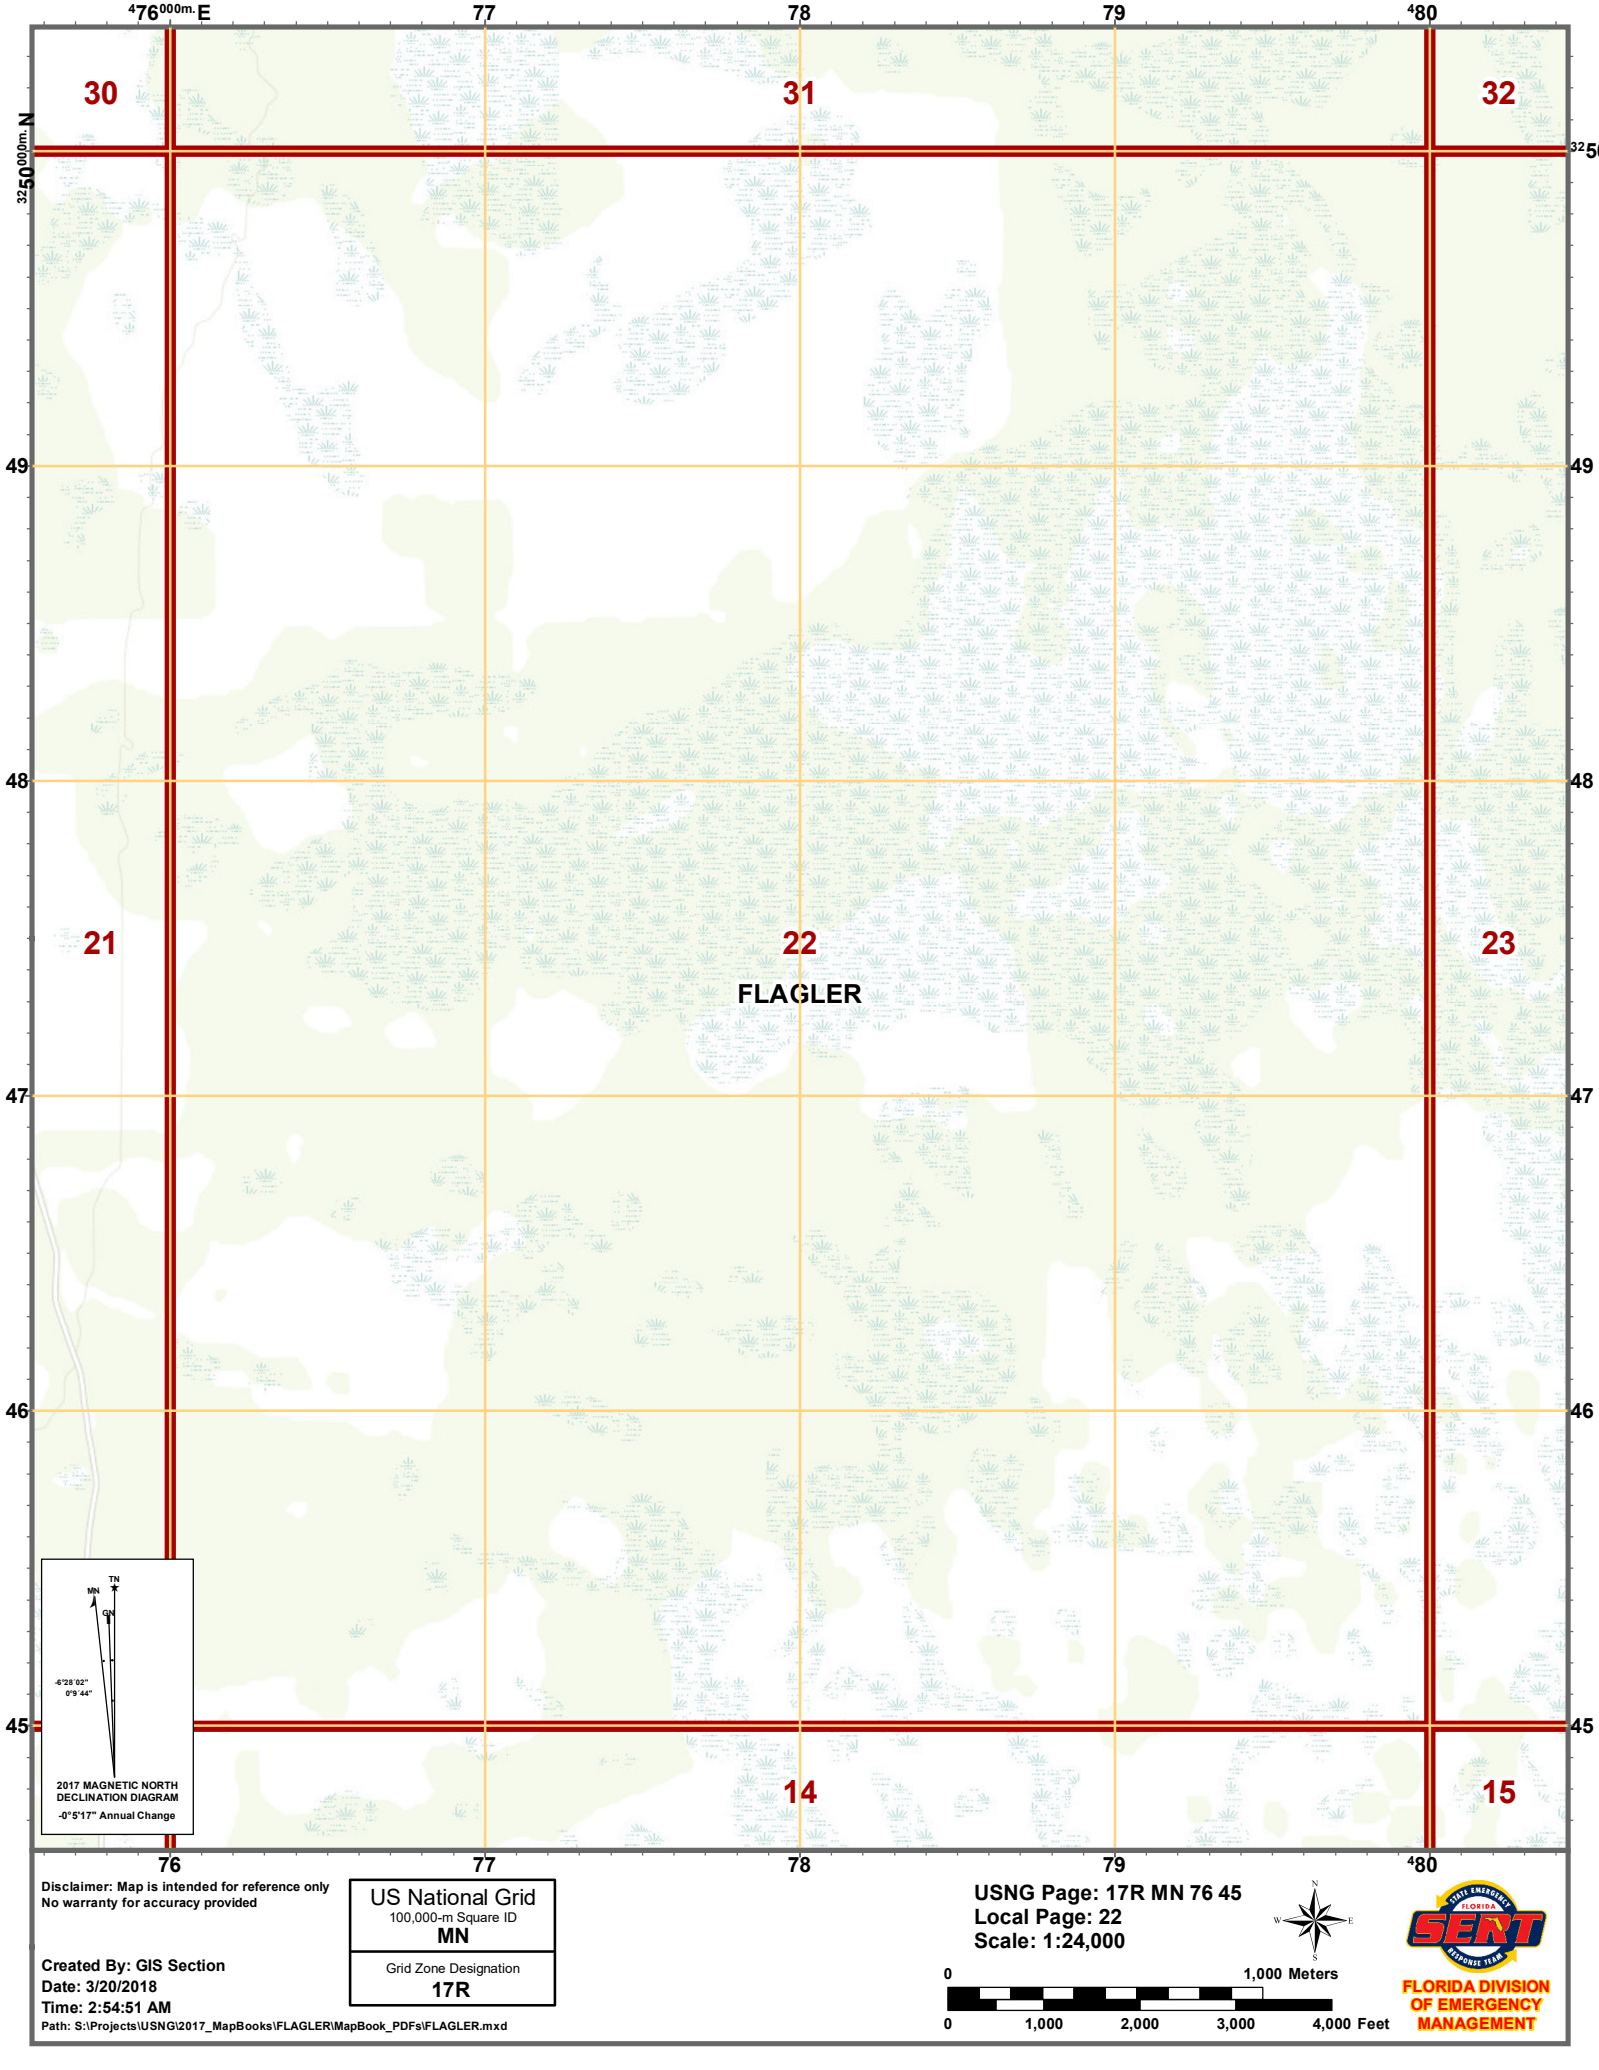 476000m.E 77 78 79 480
30 31 32
3250000m. N
3250
49 49
48 48
21 22 23
FLAGLER
47 47
46 46
TN
MN
GN
-6°28'02"
0°9'44"
45 45
2017 MAGNETIC NORTH
DECLINATION DIAGRAM
-0°5'17" Annual Change
14 15
76 77 78 79 480
Disclaimer: Map is intended for reference only
No warranty for accuracy provided
Created By: GIS Section
Date: 3/20/2018
Time: 2:54:51 AM
Path: S:\Projects\USNG\2017_MapBooks\FLAGLER\MapBook_PDFs\FLAGLER.mxd
US National Grid
100,000-m Square ID
MN
Grid Zone Designation
17R
USNG Page: 17R MN 76 45
Local Page: 22
Scale: 1:24,000
N
W E
S
0 1,000 Meters
0 1,000 2,000 3,000 4,000 Feet
STATE EMERGENCY
FLORIDA
SERT
RESPONSE TEAM
FLORIDA DIVISION
OF EMERGENCY
MANAGEMENT